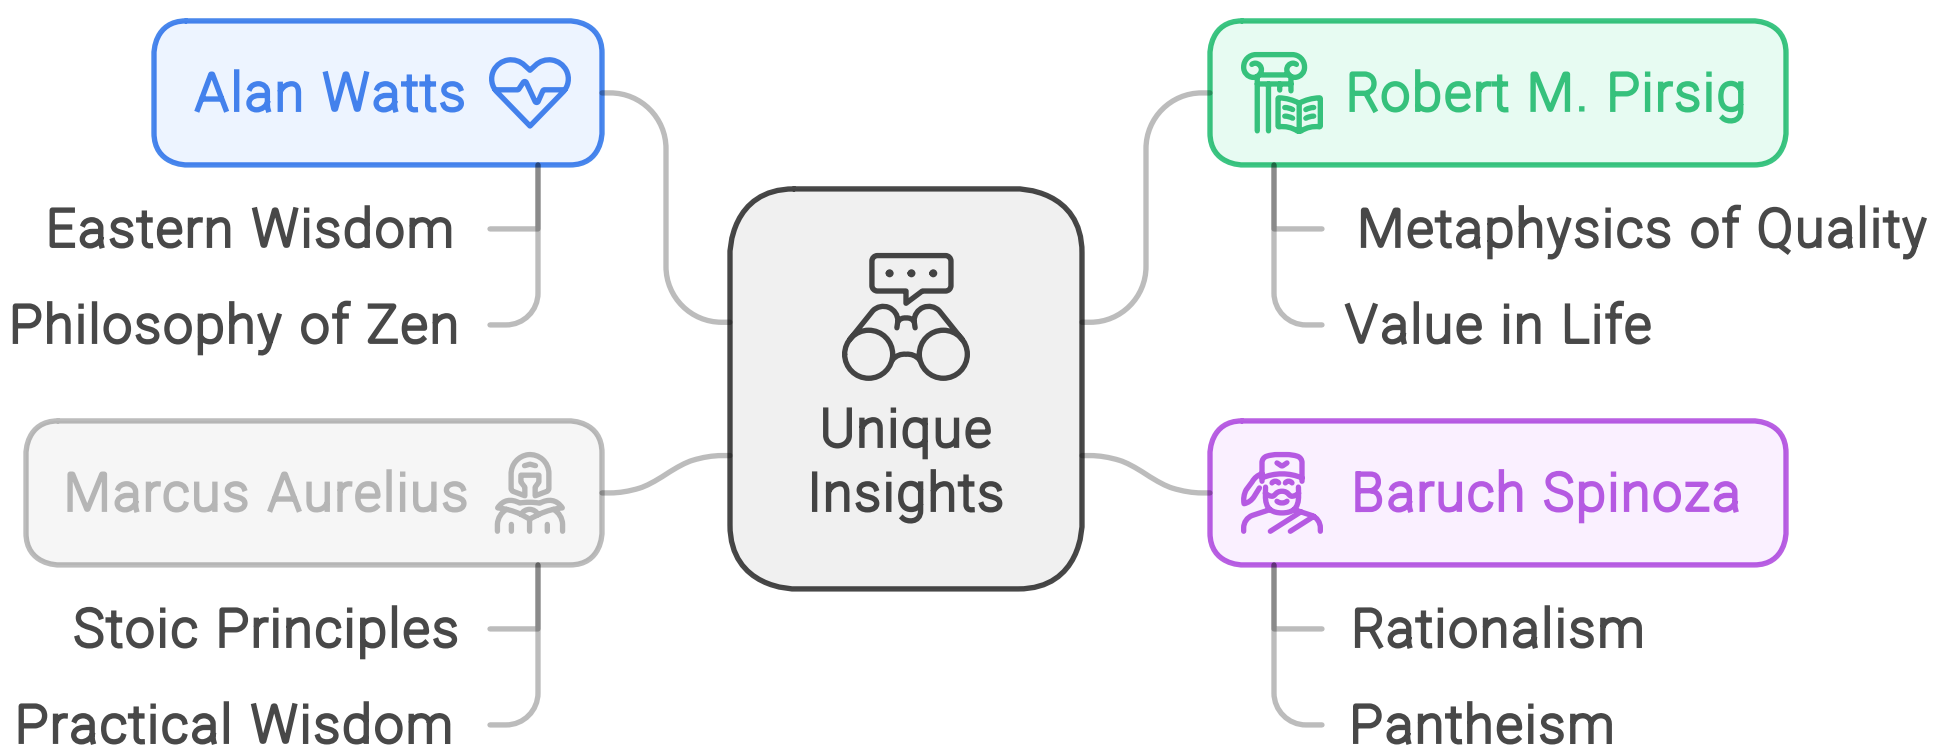 Alan Watts
Eastern Wisdom
Philosophy of Zen
Marcus Aurelius
Stoic Principles
Practical Wisdom
Unique
Insights
Robert M. Pirsig
Metaphysics of Quality
Value in Life
Baruch Spinoza
Rationalism
Pantheism